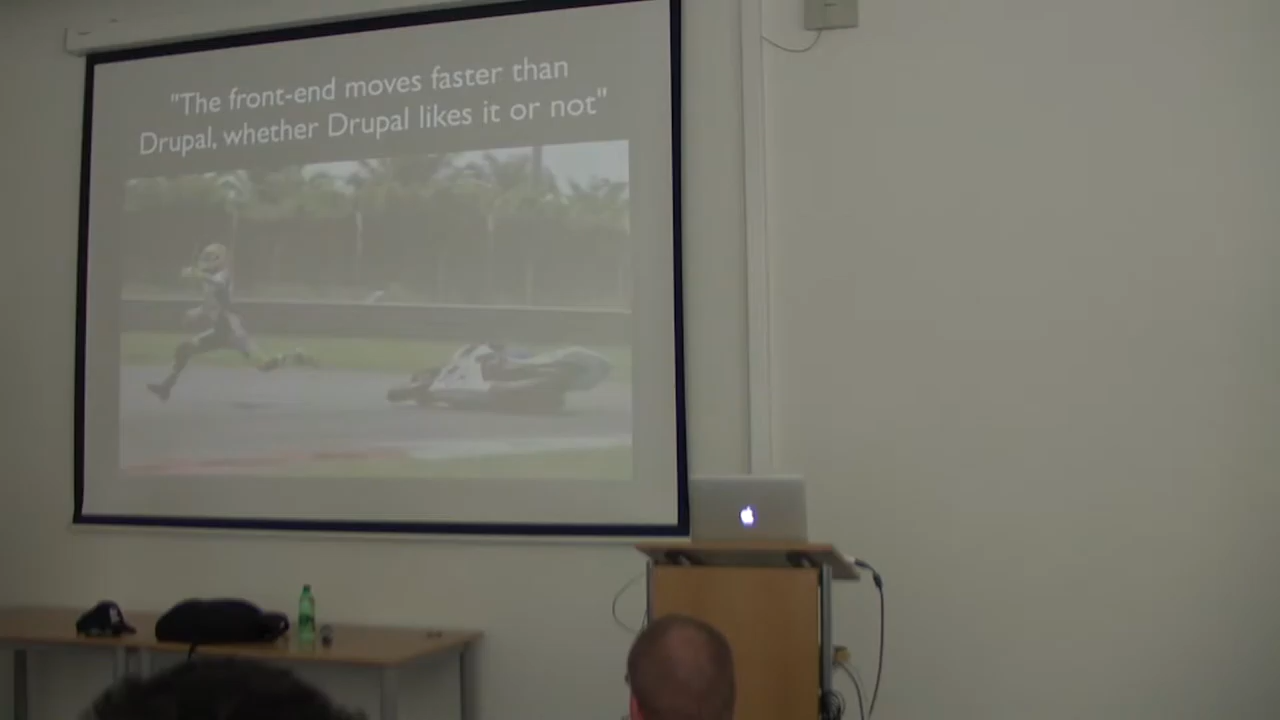 "The front-end moves faster than
Drupal, whether Drupal likes it or not"